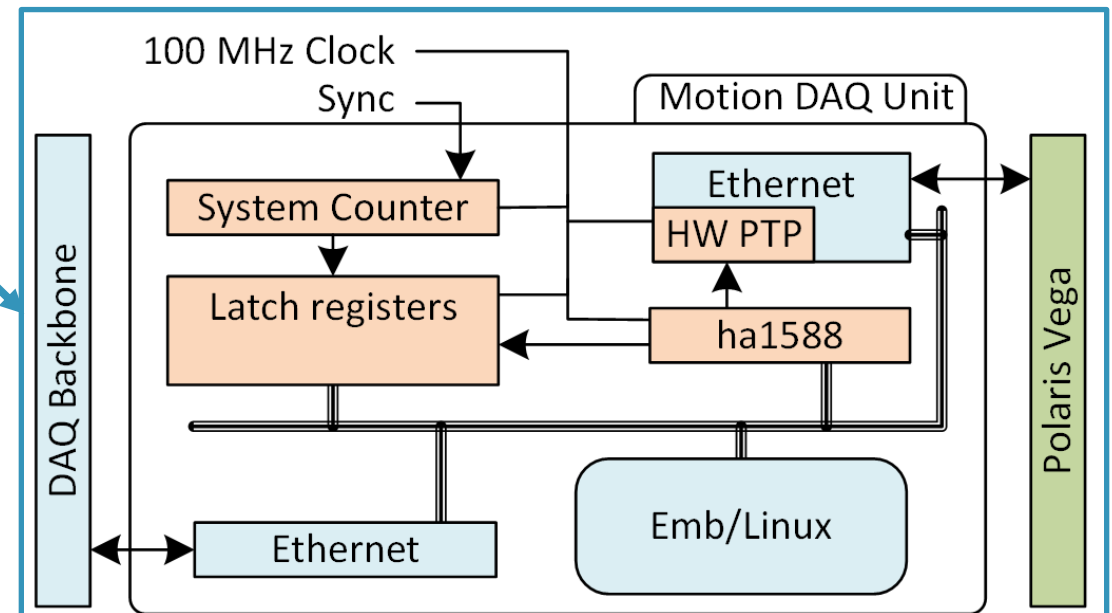 100 MHz Clock
Sync
Motion DAQ Unit
System Counter
Ethernet
HW PTP
Latch registers
ha1588
DAQ Backbone
Polaris Vega
Emb/Linux
Ethernet